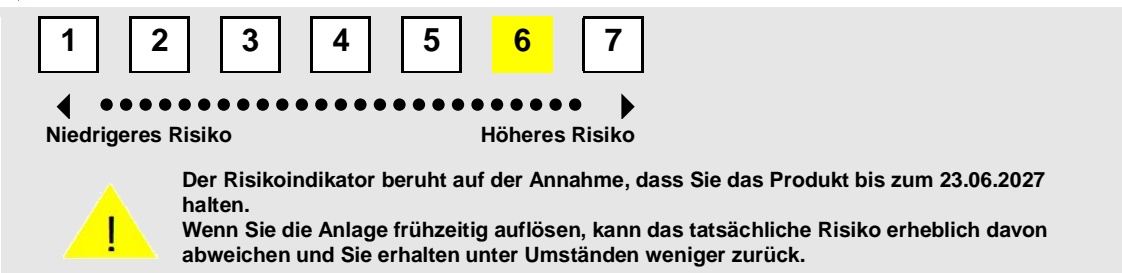 1 2 3 4 5 6 7
Niedrigeres Risiko Höheres Risiko
Der Risikoindikator beruht auf der Annahme, dass Sie das Produkt bis zum 23.06.2027
halten.
!
Wenn Sie die Anlage frühzeitig auflösen, kann das tatsächliche Risiko erheblich davon
abweichen und Sie erhalten unter Umständen weniger zurück.